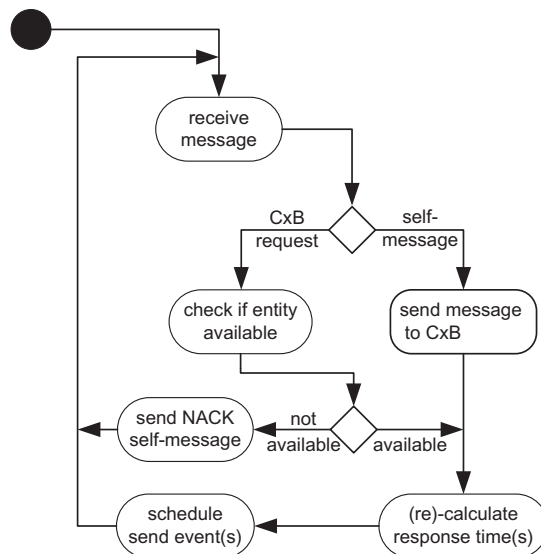 receive
message
CxB
request
self-
message
check if entity
available
send message
to CxB
send NACK
self-message
not
available
available
schedule
send event(s)
(re)-calculate
response time(s)